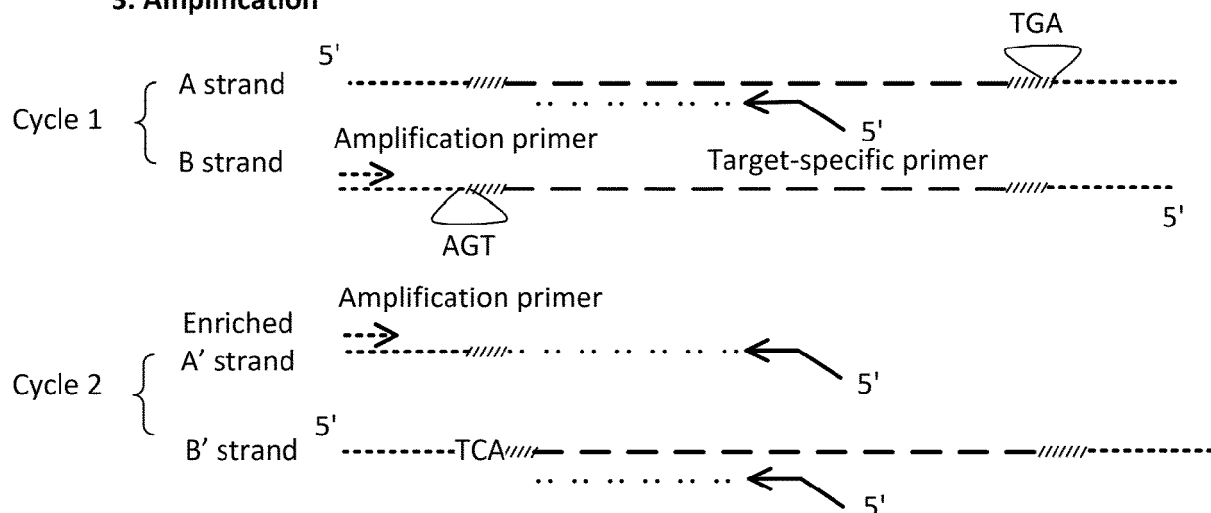 3. Amplification
TGA
5'
A strand
Cycle 1
5'
Amplification primer
B strand
Target-specific primer
5'
AGT
Amplification primer
Enriched
A' strand
Cycle 2
5'
5'
B' strand
TCA
5'